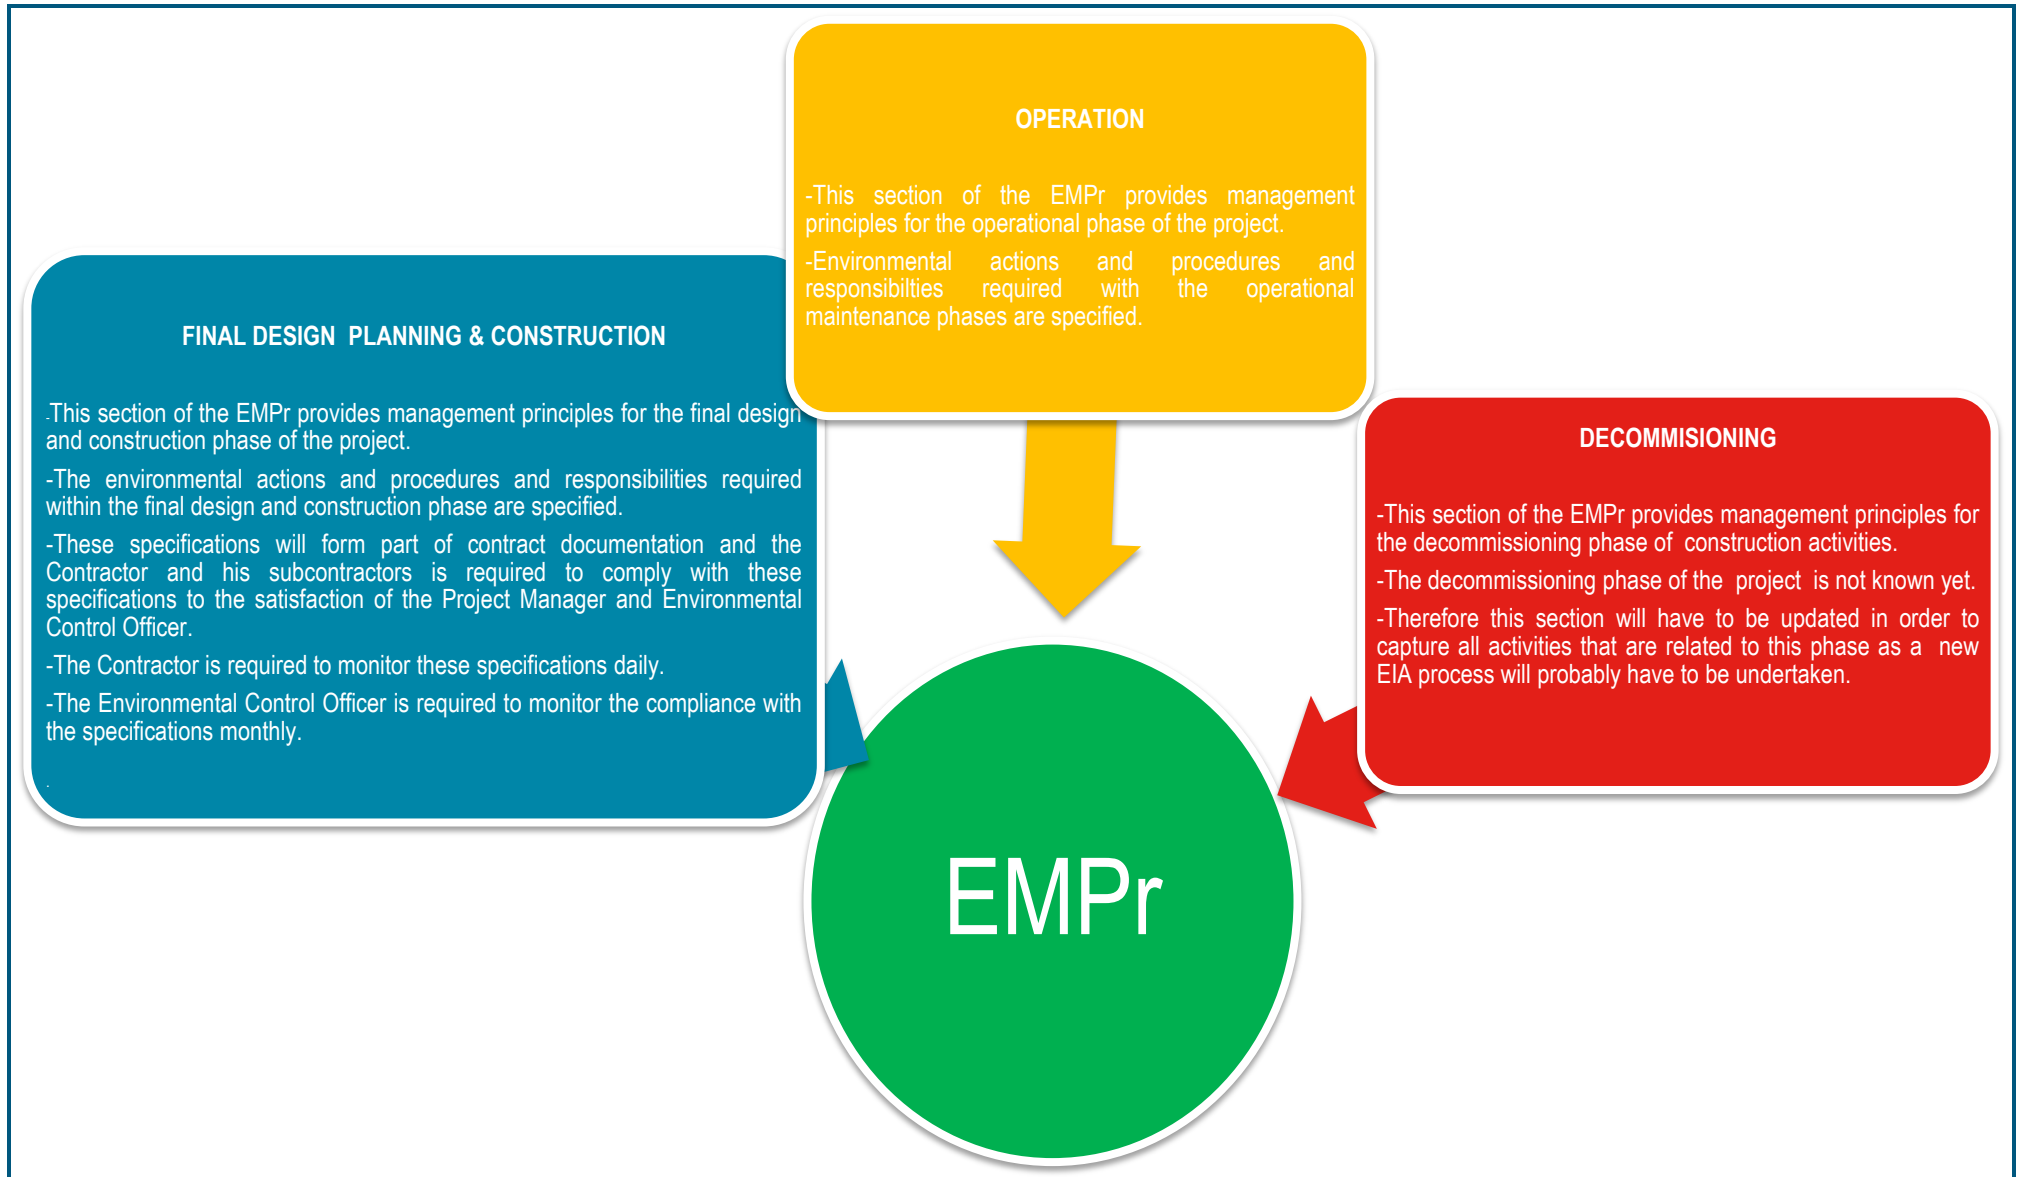 OPERATION
-This section of the EMPr provides management
principles for the operational phase of the project.
-Environmental actions and procedures and
responsibilties required with the operational
maintenance phases are specified.
FINAL DESIGN  PLANNING & CONSTRUCTION
-This section of the EMPr provides management principles for the final design
and construction phase of the project.
-The environmental actions and procedures and responsibilities required
within the final design and construction phase are specified.
-These specifications will form part of contract documentation and the
Contractor and his subcontractors is required to comply with these
specifications to the satisfaction of the Project Manager and Environmental
Control Officer.
-The Contractor is required to monitor these specifications daily.
-The Environmental Control Officer is required to monitor the compliance with
the specifications monthly.
.
DECOMMISIONING
-This section of the EMPr provides management principles for
the decommissioning phase of  construction activities.
-The decommissioning phase of the  project  is not known yet.
-Therefore this section will have to be updated in order to
capture all activities that are related to this phase as a  new
EIA process will probably have to be undertaken.
EMPr